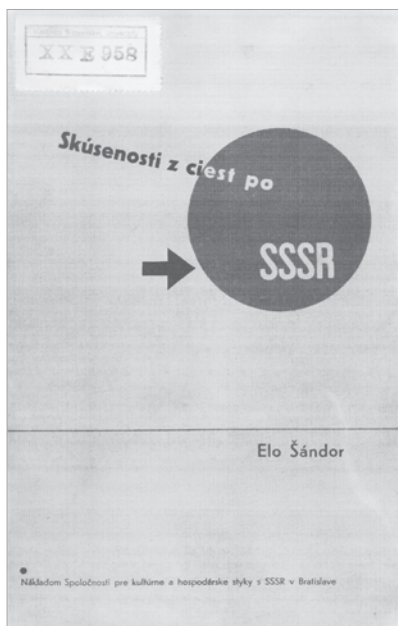 XX E 958
Skúsenosti z ciest po
SSSR
Elo Šándor
Nákladom Spoločnosti pre kultúrne a hospodárske styky s SSSR v Bratislave